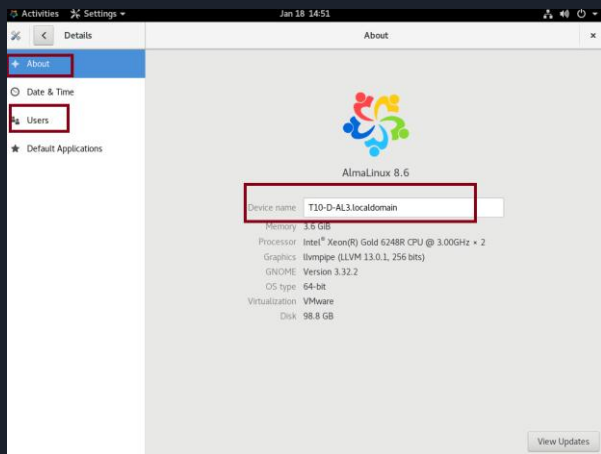 Activities Settings Jan 18 14:51
Details About
About
Date & Time
Users
Default Applications
AlmaLinux 8.6
Device name T10-D-AL3.localdomain
Memory 3.6 GiB
Processor Intel® Xeon(R) Gold 6248R CPU @ 3.00GHz × 2
Graphics llvmpipe (LLVM 13.0.1, 256 bits)
GNOME Version 3.32.2
OS type 64-bit
Virtualization VMware
Disk 98.8 GB
View Updates